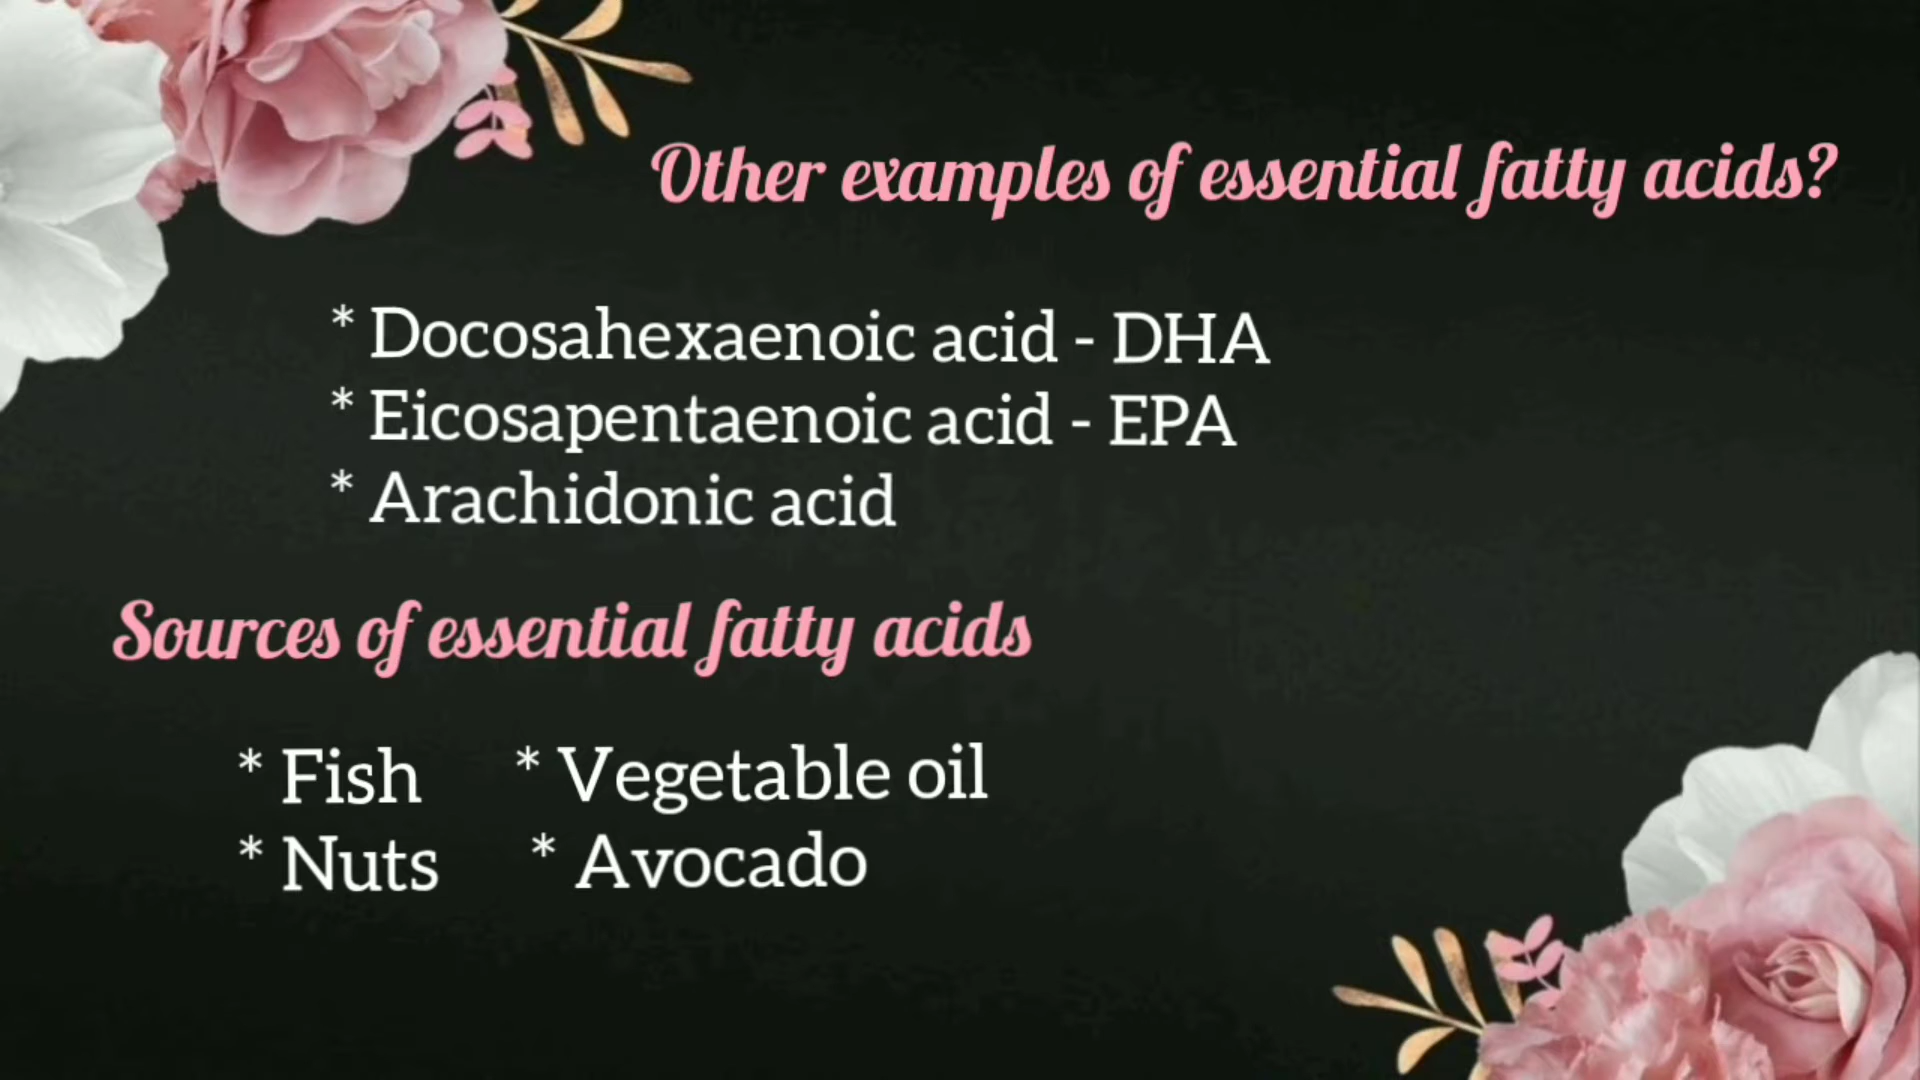 Other examples of essential fatty acids?
* Docosahexaenoic acid - DHA
* Eicosapentaenoic acid - EPA
* Arachidonic acid
Sources of essential fatty acids
* Fish * Vegetable oil
* Nuts * Avocado